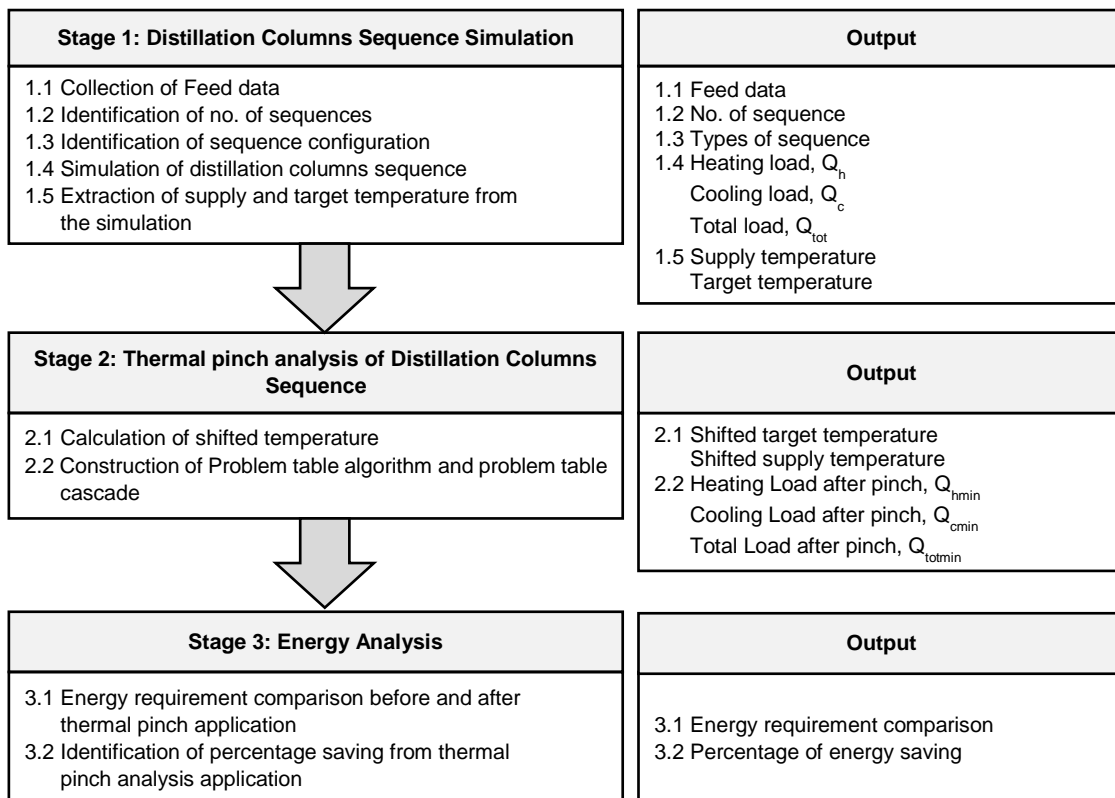 Stage 1: Distillation Columns Sequence Simulation
1.1 Collection of Feed data
1.2 Identification of no. of sequences
1.3 Identification of sequence configuration
1.4 Simulation of distillation columns sequence
1.5 Extraction of supply and target temperature from
the simulation
Output
1.1 Feed data
1.2 No. of sequence
1.3 Types of sequence
1.4 Heating load, Qh
Cooling load, Qc
Total load, Qtot
1.5 Supply temperature
Target temperature
Stage 2: Thermal pinch analysis of Distillation Columns
Sequence
2.1 Calculation of shifted temperature
2.2 Construction of Problem table algorithm and problem table
cascade
Output
2.1 Shifted target temperature
Shifted supply temperature
2.2 Heating Load after pinch, Qhmin
Cooling Load after pinch, Qcmin
Total Load after pinch, Qtotmin
Stage 3: Energy Analysis
3.1 Energy requirement comparison before and after
thermal pinch application
3.2 Identification of percentage saving from thermal
pinch analysis application
Output
3.1 Energy requirement comparison
3.2 Percentage of energy saving